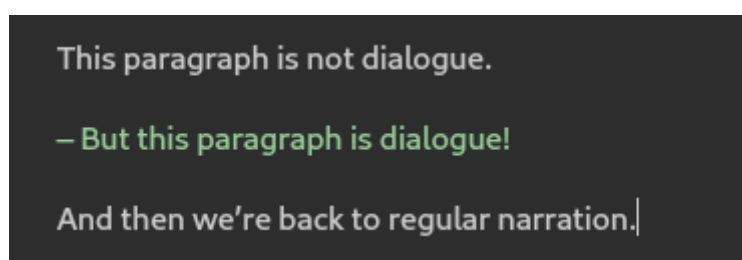 This paragraph is not dialogue.
– But this paragraph is dialogue!
And then we’re back to regular narration.